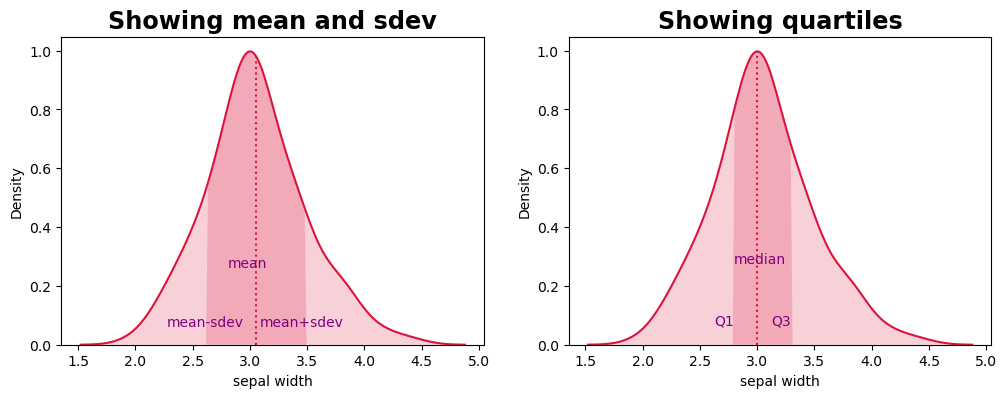 Showing mean and sdev
1.0
0.8
0.6
0.4
0.2
0.0
Density
mean
mean-sdev
mean+sdev
1.5 2.0 2.5 3.0 3.5 4.0 4.5 5.0
sepal width
Showing quartiles
1.0
0.8
0.6
0.4
0.2
0.0
Density
median
Q1
Q3
1.5 2.0 2.5 3.0 3.5 4.0 4.5 5.0
sepal width